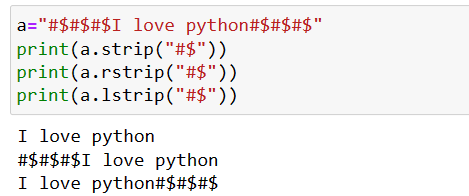 a="#$#$#$I love python#$#$#$"
print(a.strip("#$"))
print(a.rstrip("#$"))
print(a.lstrip("#$"))
I love python
#$#$#$I love python
I love python#$#$#$